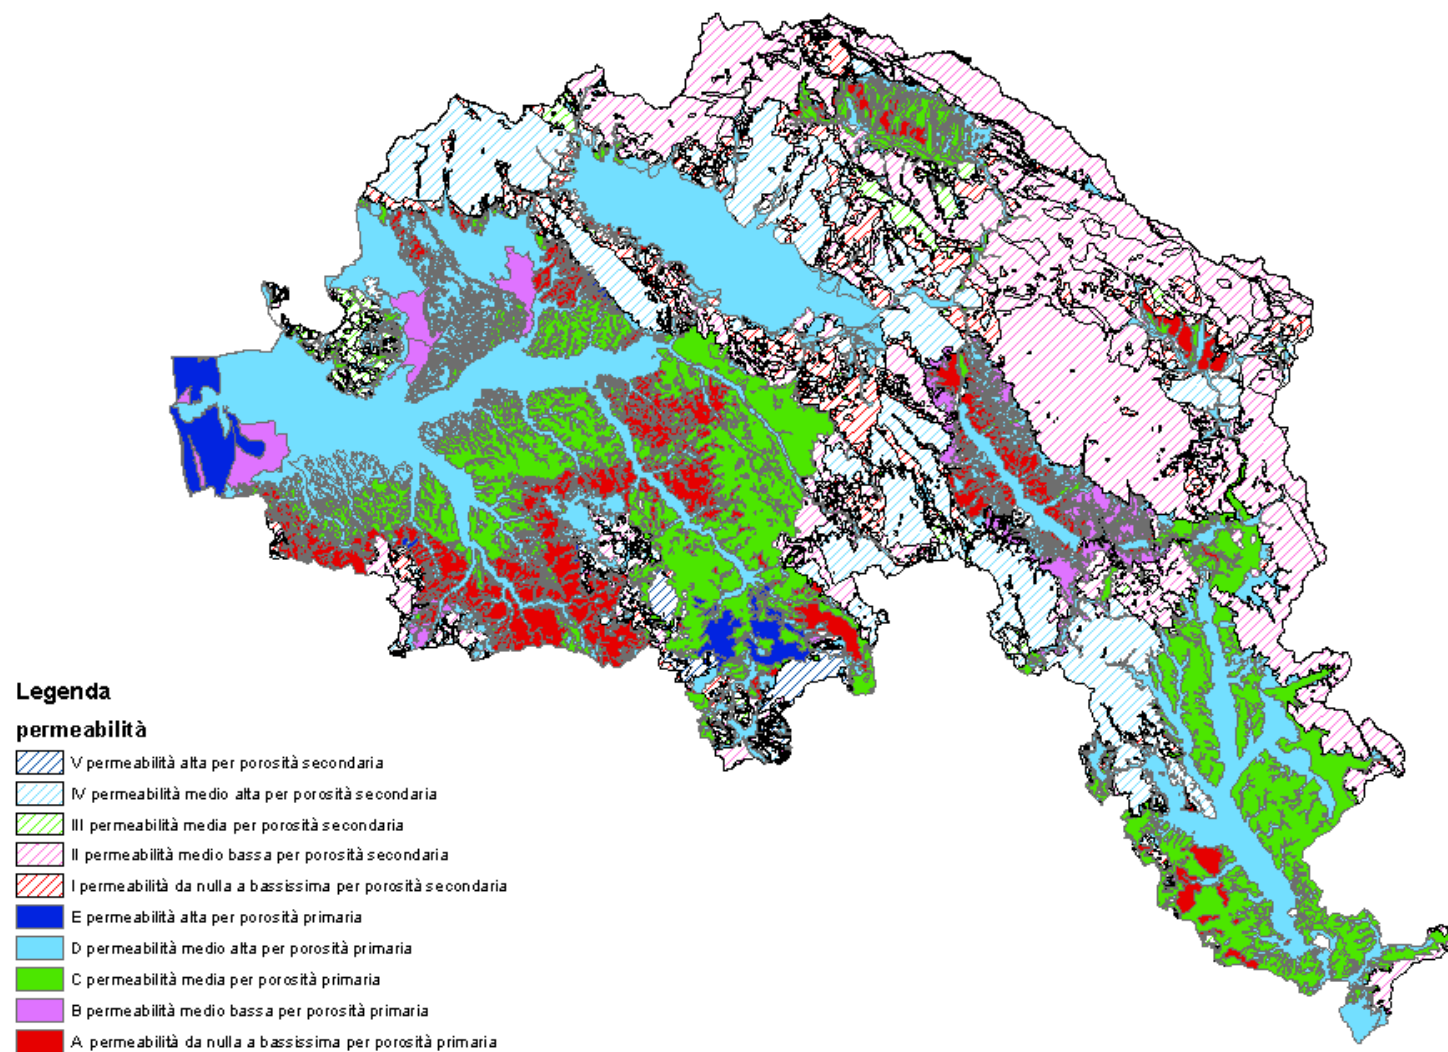 Legenda
permeabilità
V permeabilità alta per porosità secondaria
IV permeabilità medio alta per porosità secondaria
III permeabilità media per porosità secondaria
II permeabilità medio bassa per porosità secondaria
I permeabilità da nulla a bassissima per porosità secondaria
E permeabilità alta per porosità primaria
D permeabilità medio alta per porosità primaria
C permeabilità media per porosità primaria
B permeabilità medio bassa per porosità primaria
A permeabilità da nulla a bassissima per porosità primaria